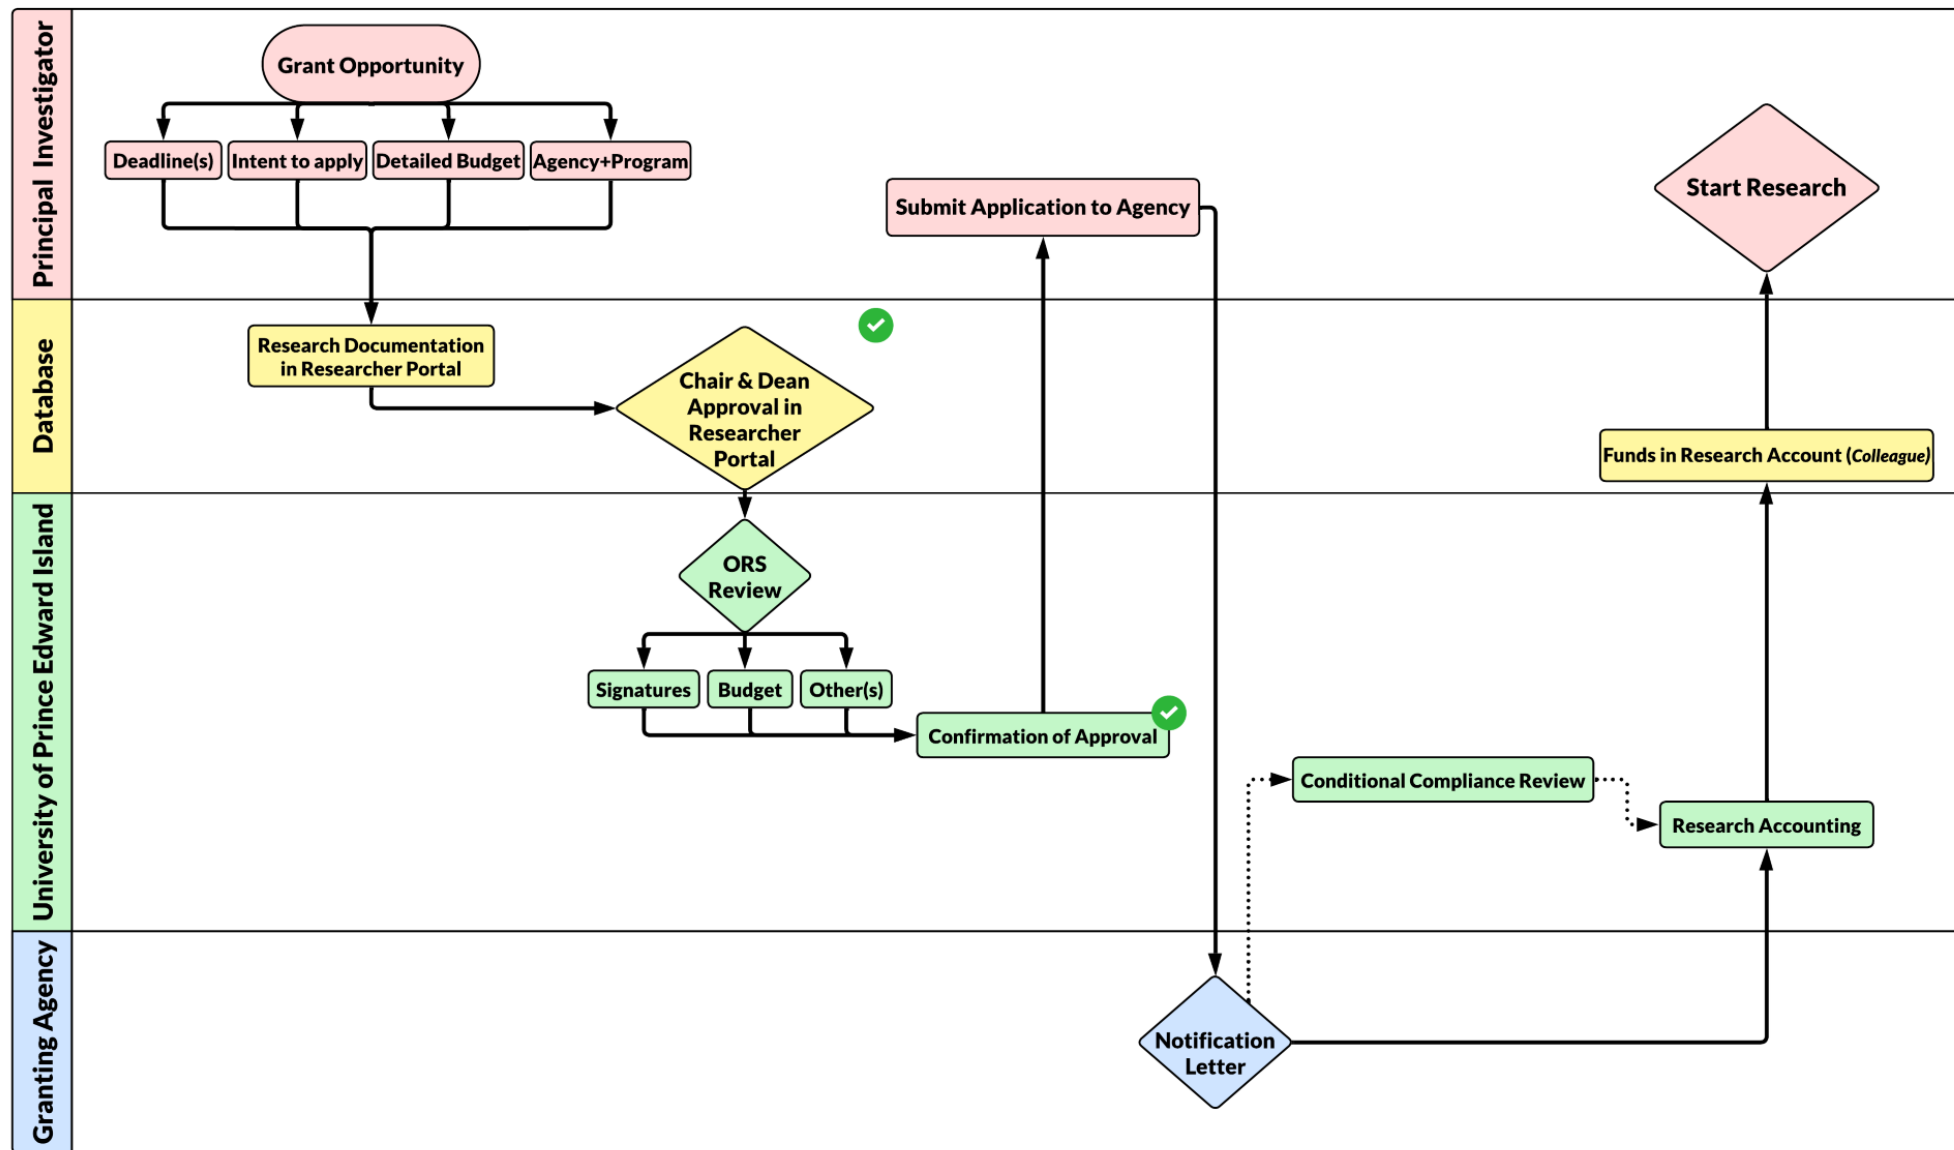 Principal Investigator
Grant Opportunity
Deadline(s)
Intent to apply
Detailed Budget
Agency+Program
Submit Application to Agency
Start Research
Database
Research Documentation
in Researcher Portal
Chair & Dean
Approval in
Researcher
Portal
Funds in Research Account (Colleague)
University of Prince Edward Island
ORS
Review
Signatures
Budget
Other(s)
Confirmation of Approval
Conditional Compliance Review
Research Accounting
Granting Agency
Notification
Letter